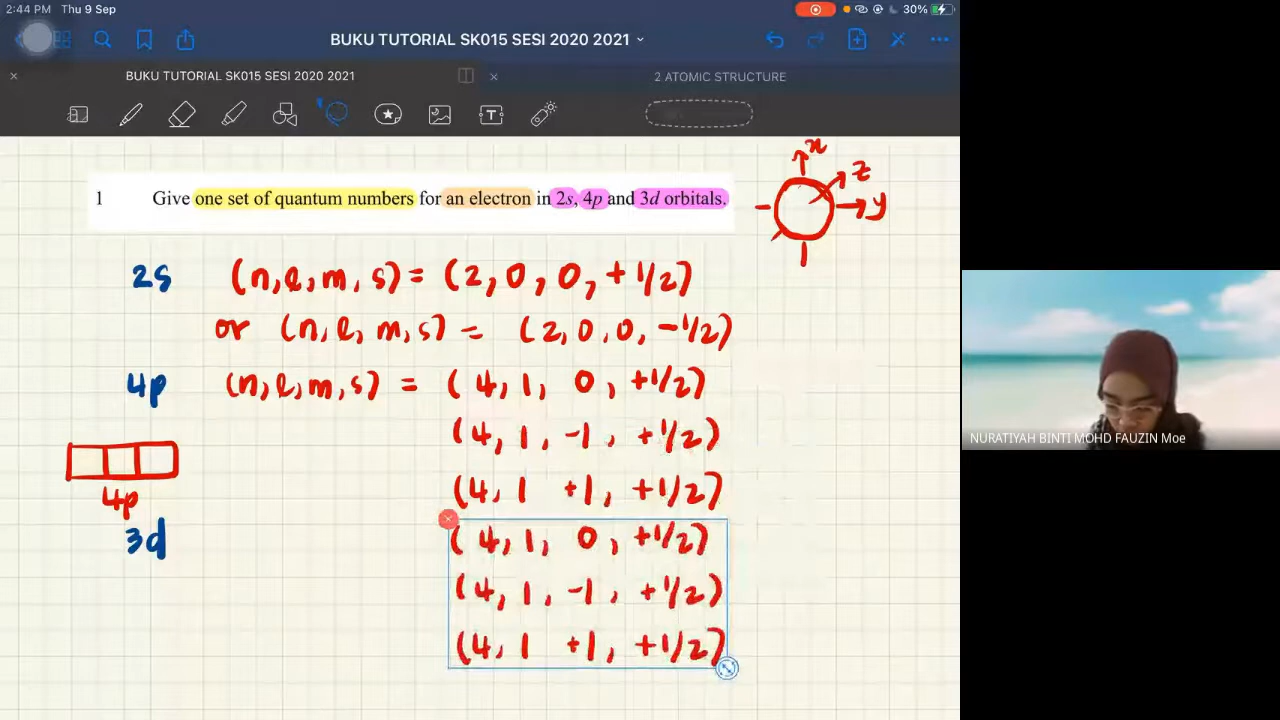 2:44 PM Thu 9 Sep
30%
BUKU TUTORIAL SK015 SESI 2020 2021
BUKU TUTORIAL SK015 SESI 2020 2021
2 ATOMIC STRUCTURE
1 Give one set of quantum numbers for an electron in 2s, 4p and 3d orbitals.
x
z
y
2s (n, l, m, s) = (2, 0, 0, +1/2)
or (n, l, m, s) = (2, 0, 0, -1/2)
4p (n, l, m, s) = (4, 1, 0, +1/2)
(4, 1, -1, +1/2)
(4, 1 +1, +1/2)
4p
3d
(4, 1, 0, +1/2)
(4, 1, -1, +1/2)
(4, 1 +1, +1/2)
NURATIYAH BINTI MOHD FAUZIN Moe